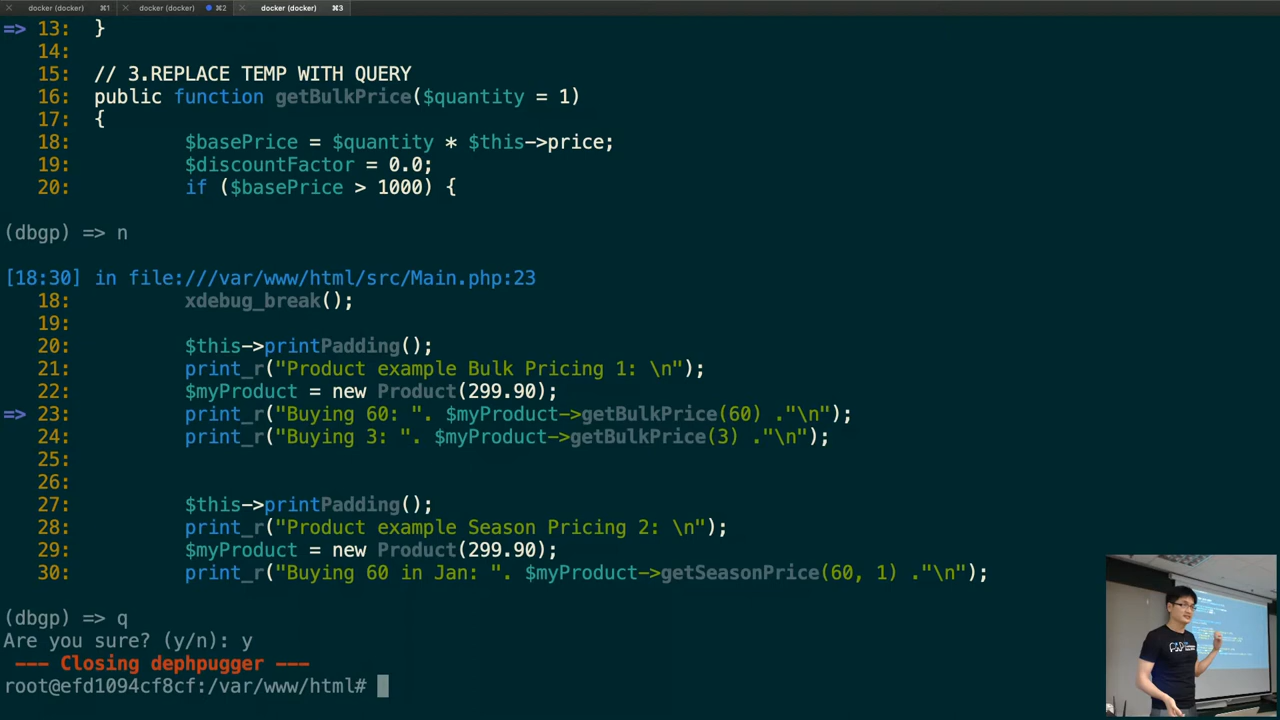 docker (docker) ⌘1 docker (docker) ⌘2 docker (docker) ⌘3
=> 13: }
14:
15: // 3.REPLACE TEMP WITH QUERY
16: public function getBulkPrice($quantity = 1)
17: {
18: $basePrice = $quantity * $this->price;
19: $discountFactor = 0.0;
20: if ($basePrice > 1000) {
(dbgp) => n
[18:30] in file:///var/www/html/src/Main.php:23
18: xdebug_break();
19:
20: $this->printPadding();
21: print_r("Product example Bulk Pricing 1: \n");
22: $myProduct = new Product(299.90);
=> 23: print_r("Buying 60: ". $myProduct->getBulkPrice(60) ."\n");
24: print_r("Buying 3: ". $myProduct->getBulkPrice(3) ."\n");
25:
26:
27: $this->printPadding();
28: print_r("Product example Season Pricing 2: \n");
29: $myProduct = new Product(299.90);
30: print_r("Buying 60 in Jan: ". $myProduct->getSeasonPrice(60, 1) ."\n");
(dbgp) => q
Are you sure? (y/n): y
--- Closing dephpugger ---
root@efd1094cf8cf:/var/www/html#